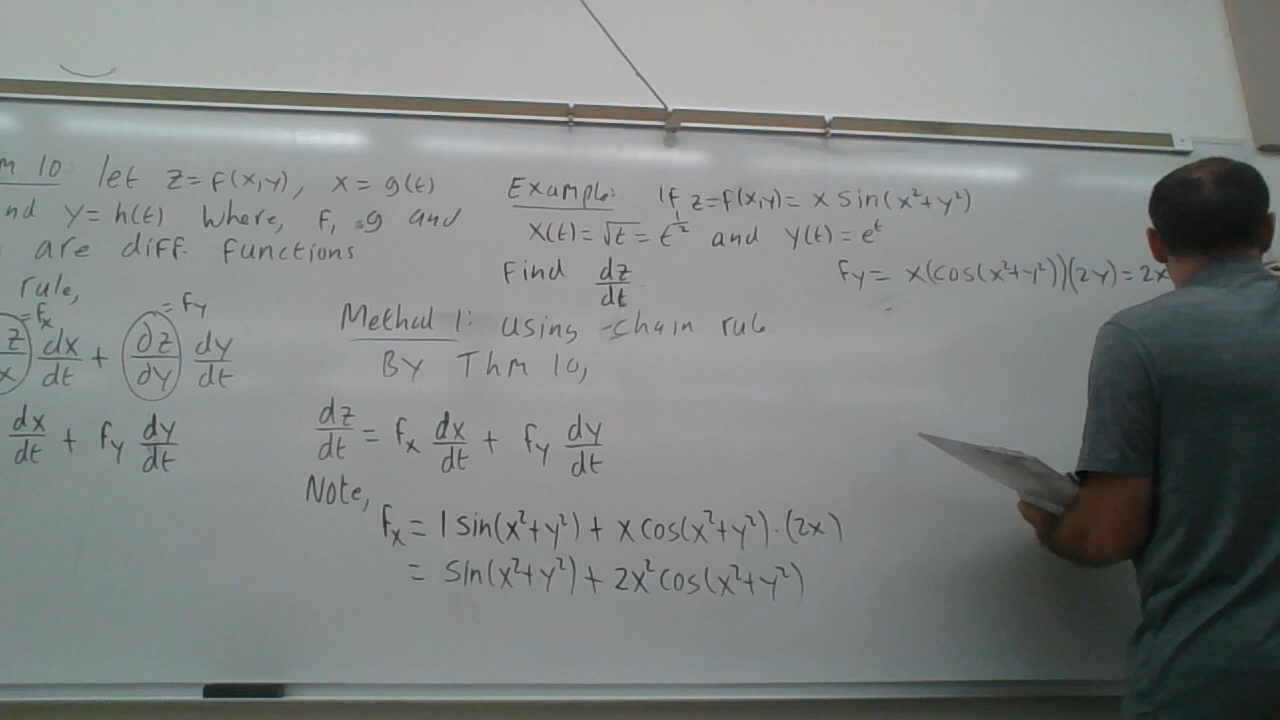 m 10 let z=f(x,y), x=g(t)
nd y=h(t) where, f, g and
are diff. functions
rule,
=fx =fy
z/x dx/dt + ∂z/∂y dy/dt
dx/dt + fy dy/dt
Example: If z=f(x,y)= x sin(x²+y²)
x(t)=√t = t^(1/2) and y(t)=e^t
Find dz/dt
Method 1: using chain rule
By Thm 10,
dz/dt = fx dx/dt + fy dy/dt
Note,
fx = 1 sin(x²+y²) + x cos(x²+y²)·(2x)
= sin(x²+y²) + 2x² cos(x²+y²)
fy = x(cos(x²+y²))(2y) = 2x